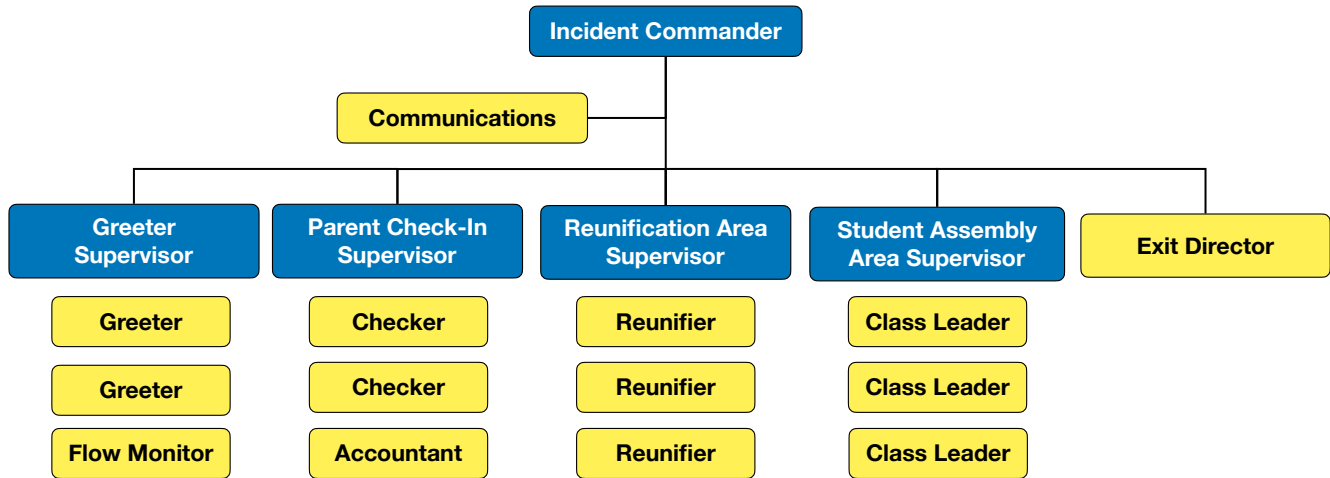 Incident Commander
Communications
Greeter
Supervisor
Parent Check-In
Supervisor
Reunification Area
Supervisor
Student Assembly
Area Supervisor
Exit Director
Greeter
Checker
Reunifier
Class Leader
Greeter
Checker
Reunifier
Class Leader
Flow Monitor
Accountant
Reunifier
Class Leader